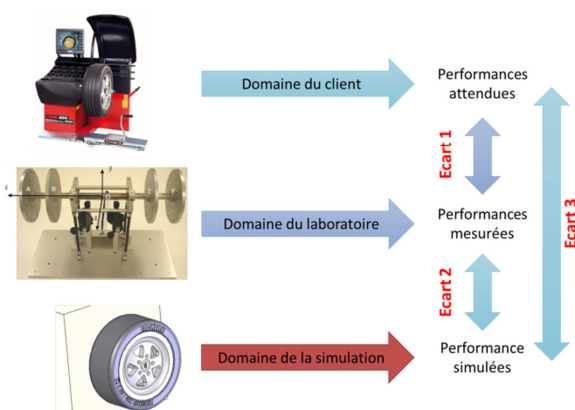 Domaine du client
Performances
attendues
Ecart 1
Ecart 3
Domaine du laboratoire
Performances
mesurées
Ecart 2
Domaine de la simulation
Performance
simulées
A
B
E
F